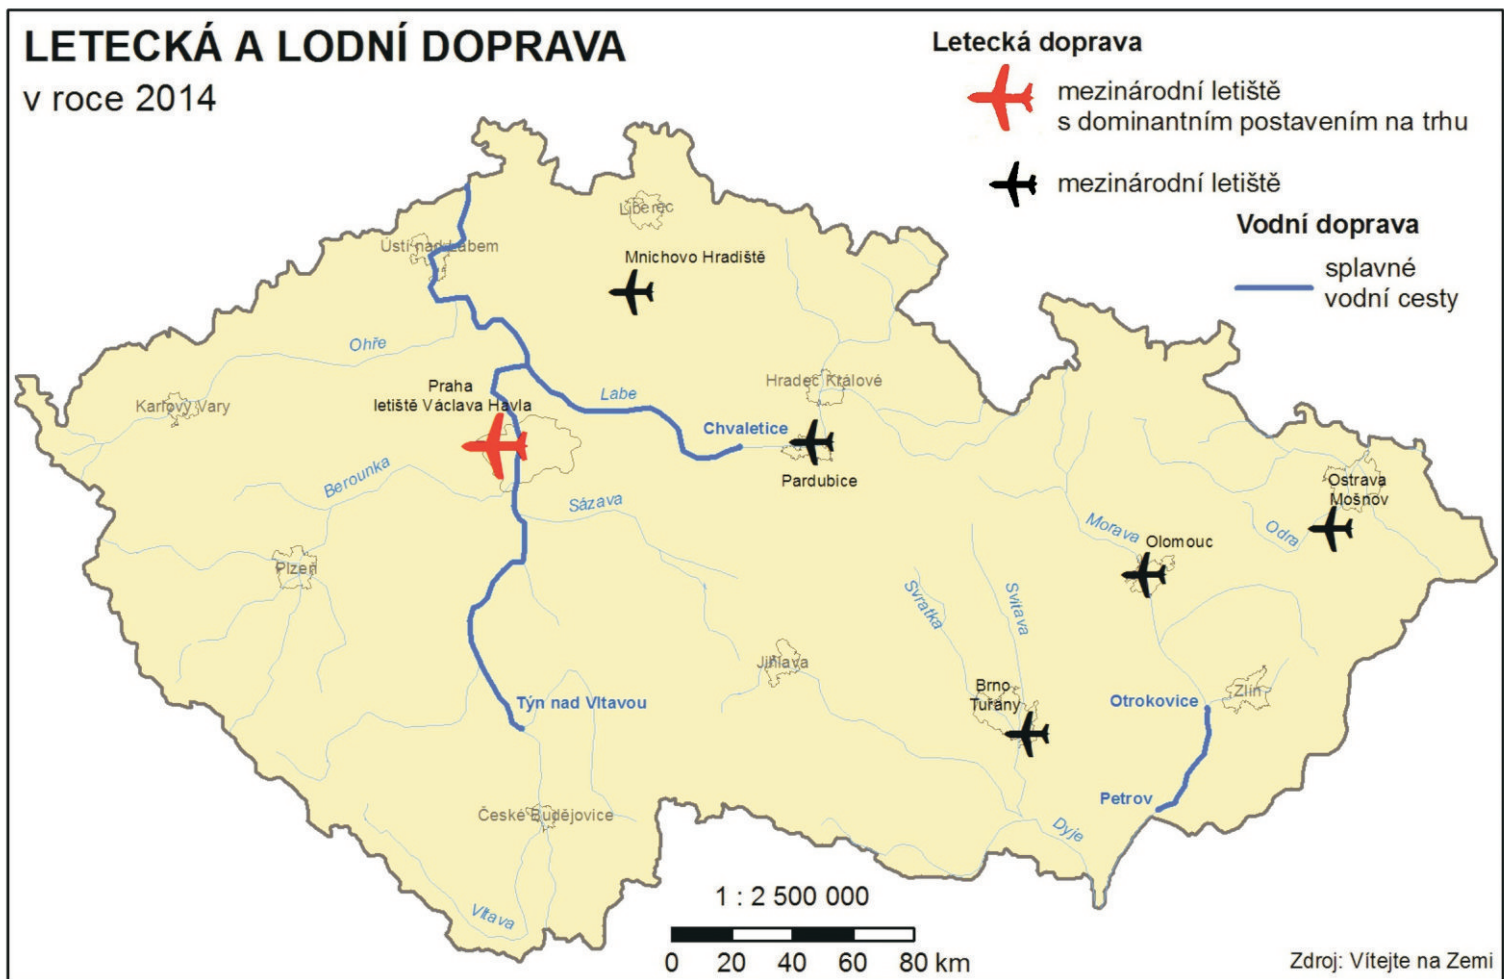 LETECKÁ A LODNÍ DOPRAVA
v roce 2014
Letecká doprava
mezinárodní letiště
s dominantním postavením na trhu
mezinárodní letiště
Vodní doprava
splavné
vodní cesty
Liberec
Ústí nad Labem
Mnichovo Hradiště
Ohře
Karlovy Vary
Praha
letiště Václava Havla
Labe
Hradec Králové
Chvaletice
Pardubice
Berounka
Sázava
Plzeň
Ostrava
Mošnov
Odra
Morava
Olomouc
Svratka
Svitava
Jihlava
Brno
Tuřany
Týn nad Vltavou
Otrokovice
Zlín
Petrov
České Budějovice
Dyje
Vltava
1 : 2 500 000
0 20 40 60 80 km
Zdroj: Vítejte na Zemi